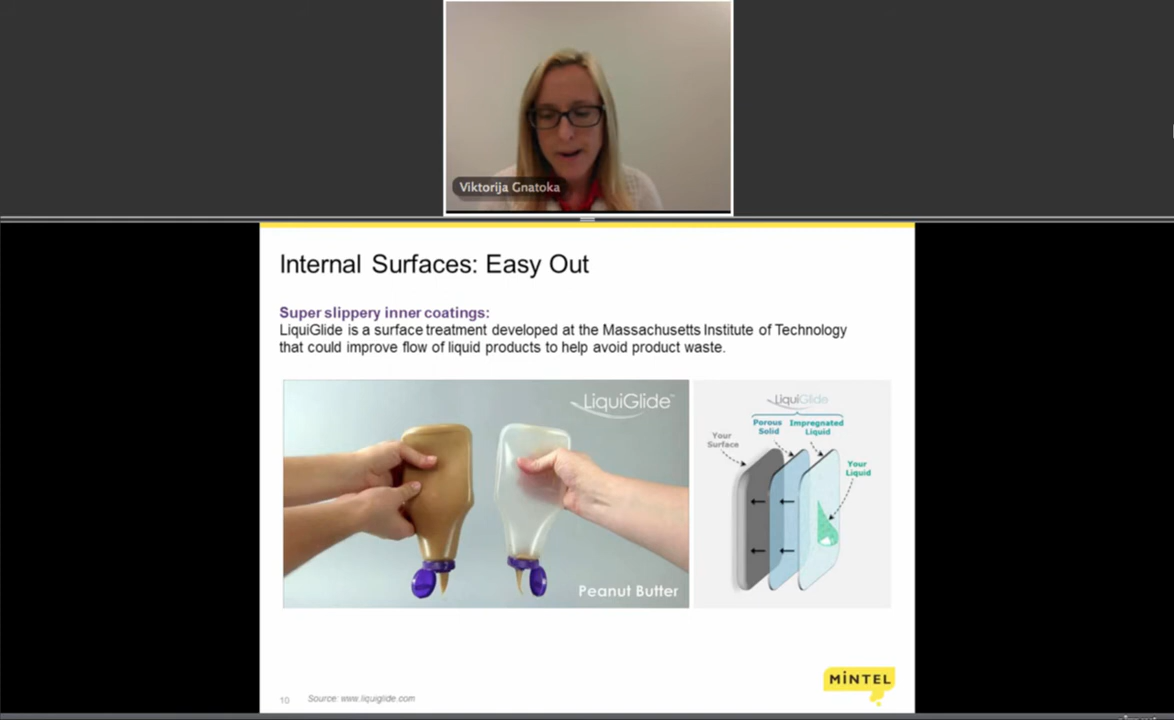 Viktorija Gnatoka
Internal Surfaces: Easy Out
Super slippery inner coatings:
LiquiGlide is a surface treatment developed at the Massachusetts Institute of Technology
that could improve flow of liquid products to help avoid product waste.
LiquiGlide™
Peanut Butter
LiquiGlide
Porous
Solid
Impregnated
Liquid
Your
Surface
Your
Liquid
MiNTEL
10
Source: www.liquiglide.com